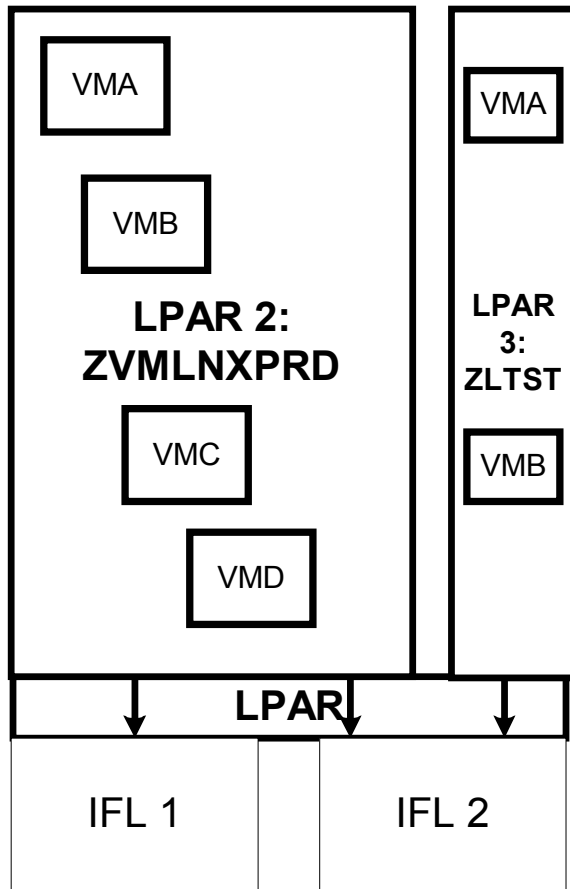 VMA
VMB
LPAR 2:
ZVMLNXPRD
VMC
VMD
VMA
LPAR
3:
ZLTST
VMB
LPAR
IFL 1
IFL 2